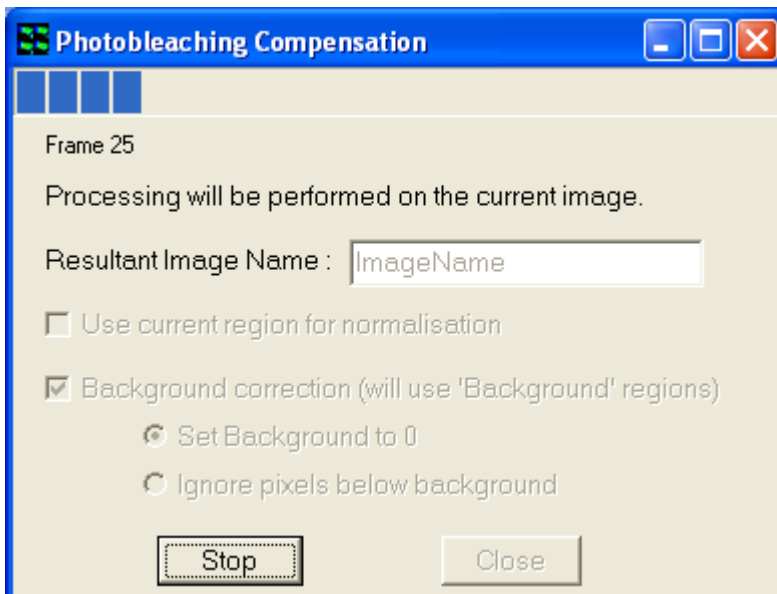 Photobleaching Compensation
Frame 25
Processing will be performed on the current image.
Resultant Image Name : ImageName
Use current region for normalisation
Background correction (will use 'Background' regions)
Set Background to 0
Ignore pixels below background
Stop Close